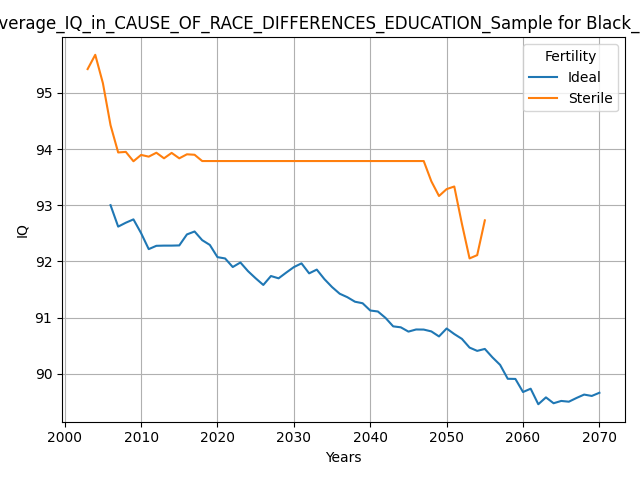 verage_IQ_in_CAUSE_OF_RACE_DIFFERENCES_EDUCATION_Sample for Black_
Fertility
Ideal
Sterile
95
94
93
92
91
90
IQ
2000 2010 2020 2030 2040 2050 2060 2070
Years